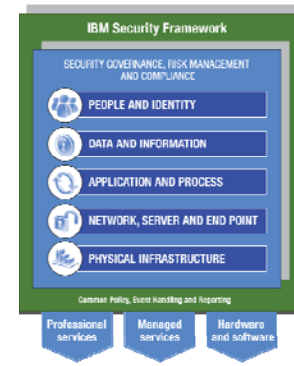 IBM Security Framework
SECURITY GOVERNANCE, RISK MANAGEMENT
AND COMPLIANCE
PEOPLE AND IDENTITY
DATA AND INFORMATION
APPLICATION AND PROCESS
NETWORK, SERVER AND END POINT
PHYSICAL INFRASTRUCTURE
Common Policy, Event Handling and Reporting
Professional
services
Managed
services
Hardware
and software